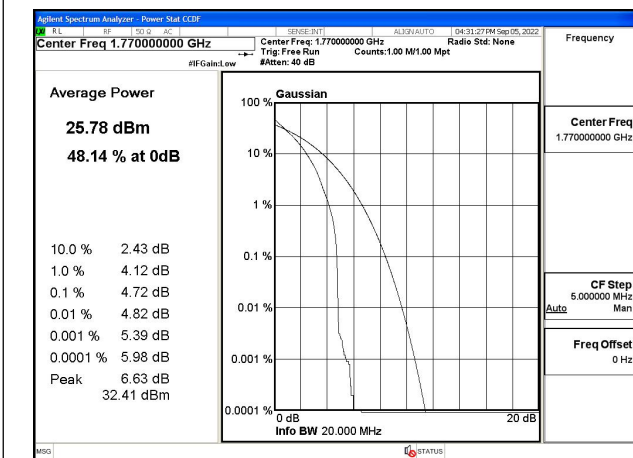 Agilent Spectrum Analyzer - Power Stat CCDF
RL RF 50 Ω AC SENSE:INT ALIGN AUTO 04:31:27 PM Sep 05, 2022
Center Freq 1.770000000 GHz
Center Freq: 1.770000000 GHz Radio Std: None
Trig: Free Run Counts:1.00 M/1.00 Mpt
#IFGain:Low #Atten: 40 dB
Frequency
Average Power
25.78 dBm
48.14 % at 0dB
10.0 % 2.43 dB
1.0 % 4.12 dB
0.1 % 4.72 dB
0.01 % 4.82 dB
0.001 % 5.39 dB
0.0001 % 5.98 dB
Peak 6.63 dB
32.41 dBm
Gaussian
100 %
10 %
1 %
0.1 %
0.01 %
0.001 %
0.0001 %
0 dB 20 dB
Info BW 20.000 MHz
Center Freq
1.770000000 GHz
CF Step
5.000000 MHz
Auto Man
Freq Offset
0 Hz
MSG STATUS